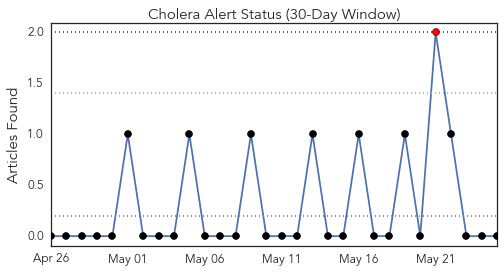 Cholera Alert Status (30-Day Window)
Articles Found
2.0
1.5
1.0
0.5
0.0
Apr 26 May 01 May 06 May 11 May 16 May 21